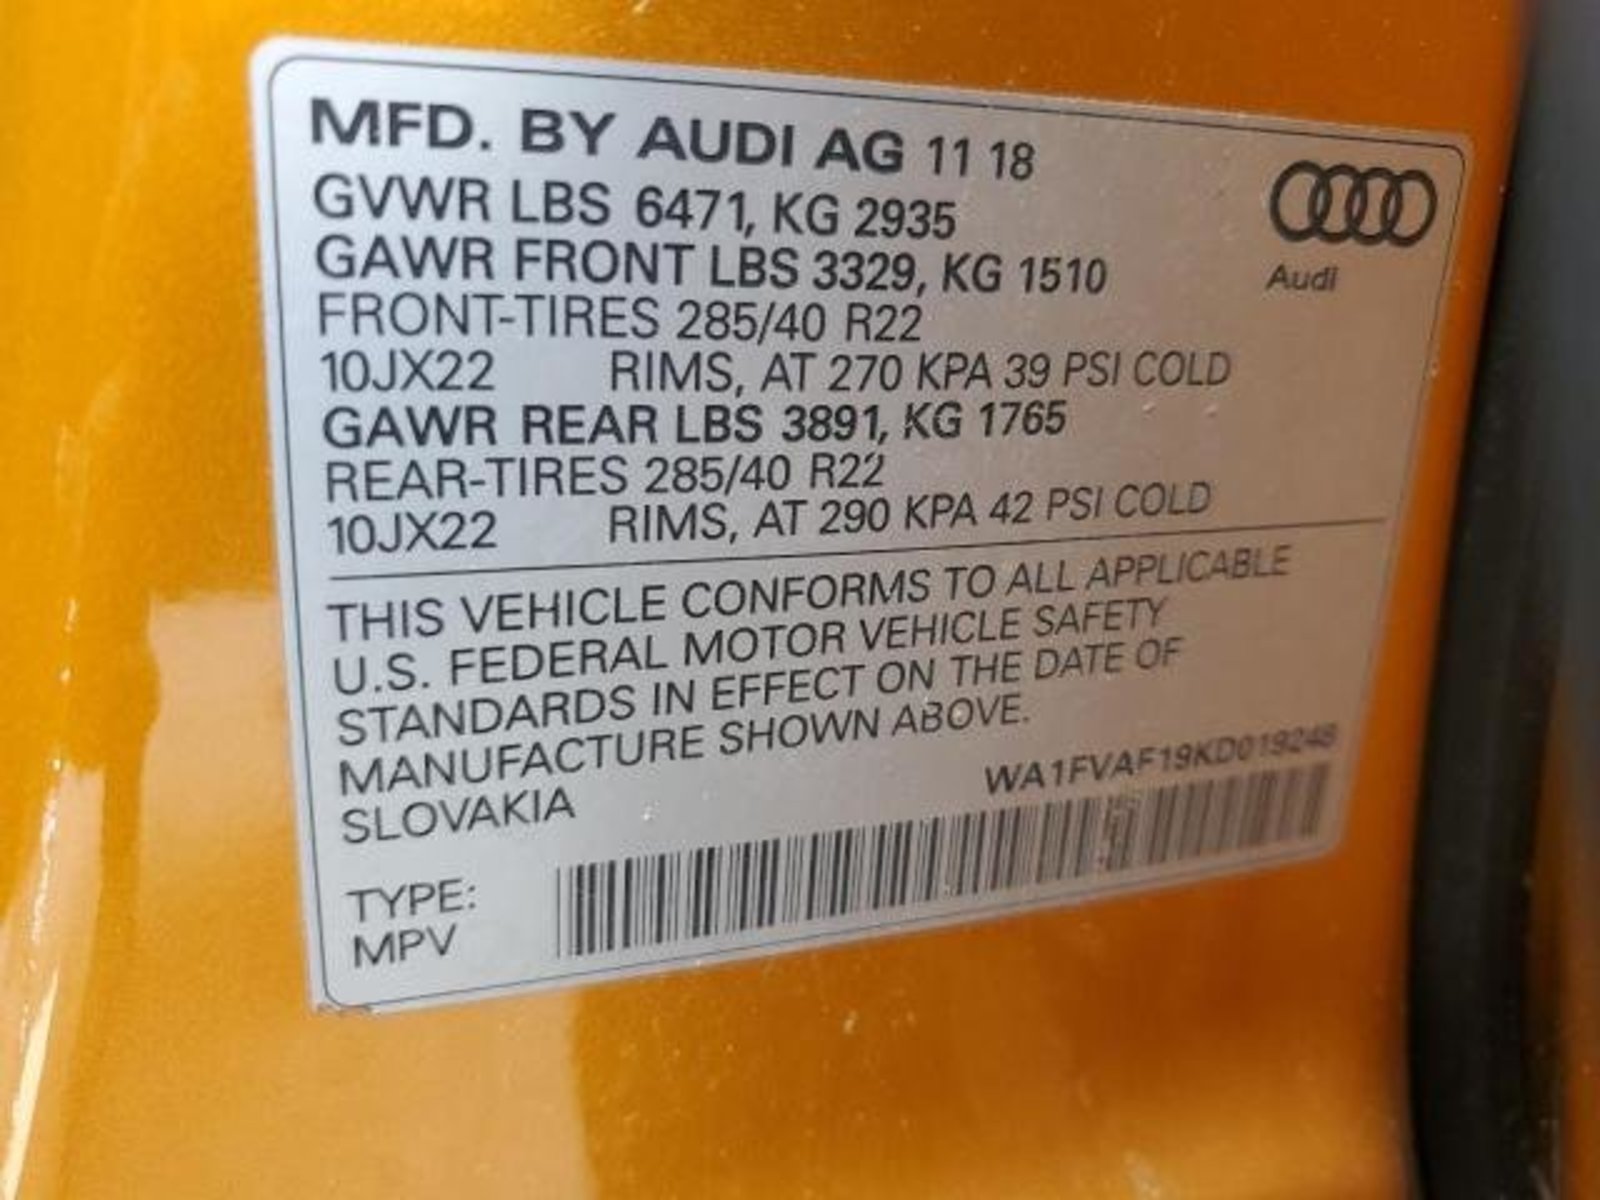 MFD. BY AUDI AG 11 18
GVWR LBS 6471, KG 2935
GAWR FRONT LBS 3329, KG 1510
FRONT-TIRES 285/40 R22
10JX22 RIMS, AT 270 KPA 39 PSI COLD
GAWR REAR LBS 3891, KG 1765
REAR-TIRES 285/40 R22
10JX22 RIMS, AT 290 KPA 42 PSI COLD
Audi
THIS VEHICLE CONFORMS TO ALL APPLICABLE
U.S. FEDERAL MOTOR VEHICLE SAFETY
STANDARDS IN EFFECT ON THE DATE OF
MANUFACTURE SHOWN ABOVE.
SLOVAKIA
WA1FVAF19KD019248
TYPE:
MPV